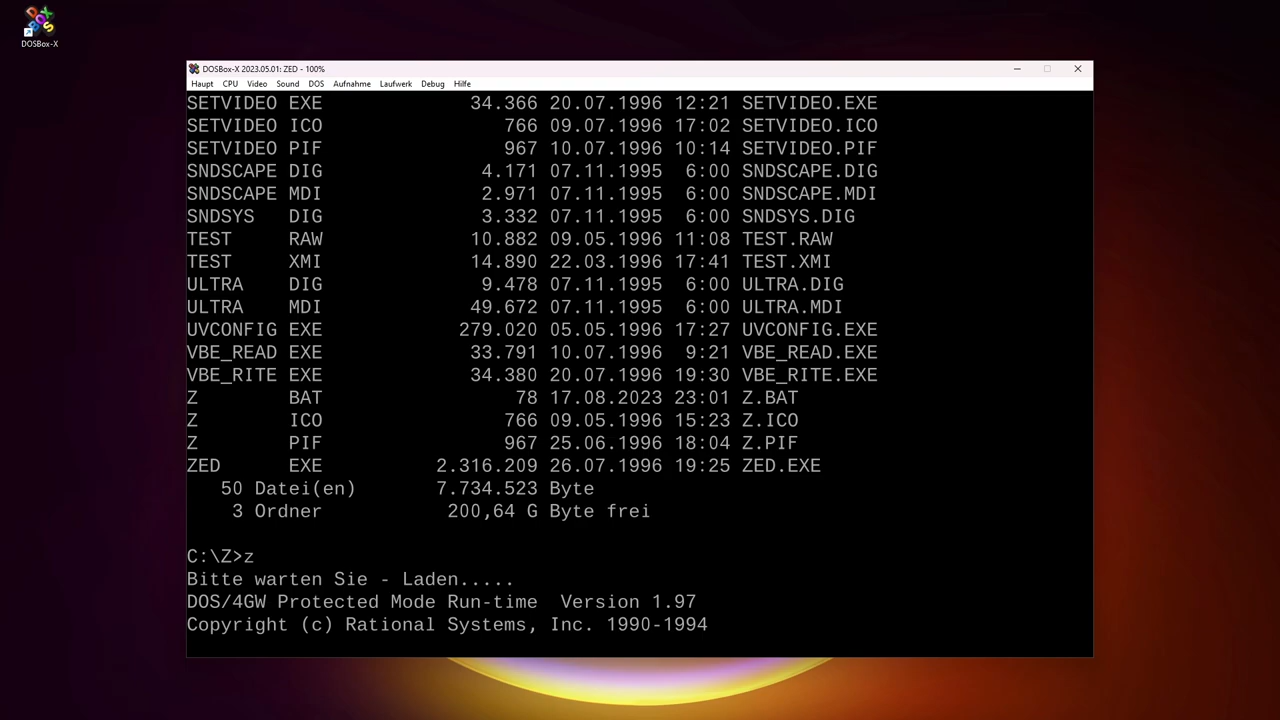 DOSBox-X
DOSBox-X 2023.05.01: ZED - 100%
Haupt CPU Video Sound DOS Aufnahme Laufwerk Debug Hilfe
SETVIDEO EXE 34.366 20.07.1996 12:21 SETVIDEO.EXE
SETVIDEO ICO 766 09.07.1996 17:02 SETVIDEO.ICO
SETVIDEO PIF 967 10.07.1996 10:14 SETVIDEO.PIF
SNDSCAPE DIG 4.171 07.11.1995 6:00 SNDSCAPE.DIG
SNDSCAPE MDI 2.971 07.11.1995 6:00 SNDSCAPE.MDI
SNDSYS DIG 3.332 07.11.1995 6:00 SNDSYS.DIG
TEST RAW 10.882 09.05.1996 11:08 TEST.RAW
TEST XMI 14.890 22.03.1996 17:41 TEST.XMI
ULTRA DIG 9.478 07.11.1995 6:00 ULTRA.DIG
ULTRA MDI 49.672 07.11.1995 6:00 ULTRA.MDI
UVCONFIG EXE 279.020 05.05.1996 17:27 UVCONFIG.EXE
VBE_READ EXE 33.791 10.07.1996 9:21 VBE_READ.EXE
VBE_RITE EXE 34.380 20.07.1996 19:30 VBE_RITE.EXE
Z BAT 78 17.08.2023 23:01 Z.BAT
Z ICO 766 09.05.1996 15:23 Z.ICO
Z PIF 967 25.06.1996 18:04 Z.PIF
ZED EXE 2.316.209 26.07.1996 19:25 ZED.EXE
50 Datei(en) 7.734.523 Byte
3 Ordner 200,64 G Byte frei
C:\Z>z
Bitte warten Sie - Laden.....
DOS/4GW Protected Mode Run-time Version 1.97
Copyright (c) Rational Systems, Inc. 1990-1994